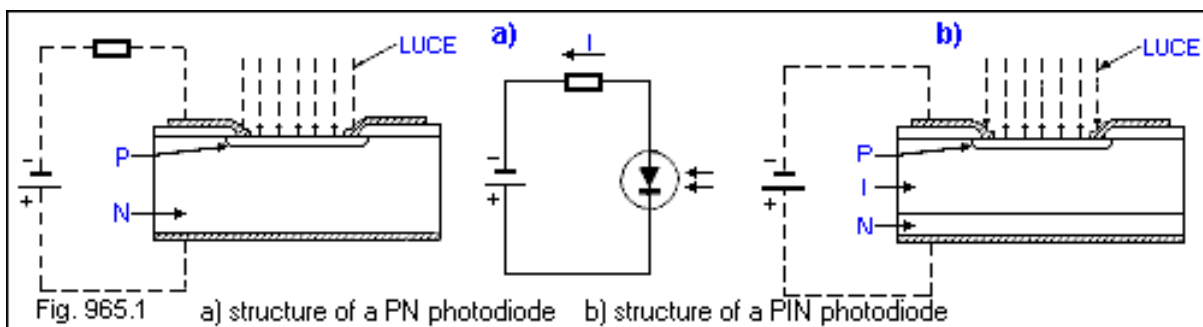 a)
I
LUCE
-
+
P
N
-
+
b)
LUCE
-
+
P
I
N
Fig. 965.1 a) structure of a PN photodiode b) structure of a PIN photodiode